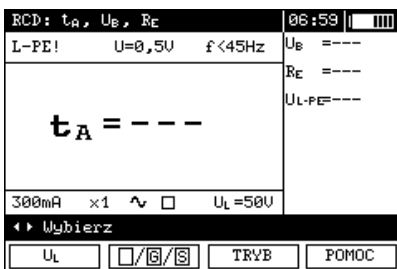 RCD: tA, UB, RE 06:59
L-PE! U=0,5V f<45Hz
UB =---
RE =---
UL-PE=---
tA=---
300mA x1 ∿ □ UL=50V
◂▸ Wybierz
UL □/G/S TRYB POMOC